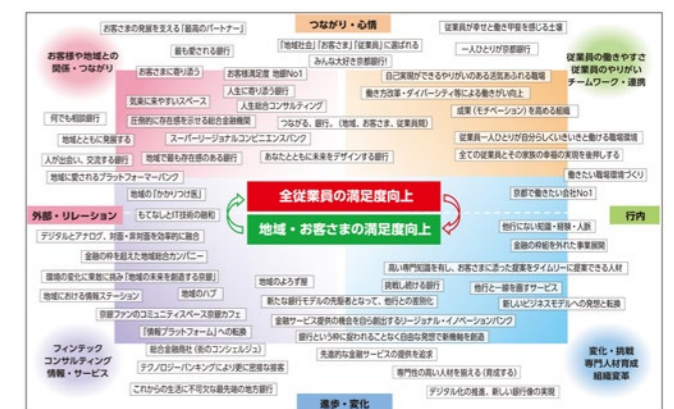 つながり・心情
お客さまの発展を支える「最高のパートナー」
従業員が幸せと働き甲斐を感じる土壌
お客様や地域との
関係・つながり
最も愛される銀行
「地域社会」「お客さま」「従業員」に選ばれる
一人ひとりが京都銀行
従業員の働きやすさ
従業員のやりがい
チームワーク・連携
みんな大好き京都銀行!
お客さまに寄り添う
お客様満足度 地銀No1
自己実現ができるやりがいのある活気あふれる職場
人生に寄り添う銀行
働き方改革・ダイバーシティ等による働きがい向上
気楽に来やすいスペース
人生総合コンサルティング
成果(モチベーション)を高める組織
何でも相談銀行
圧倒的に存在感を示せる総合金融機関
つながる、銀行。(地域、お客さま、従業員間)
地域とともに発展する
スーパーリージョナルコンビニエンスバンク
従業員一人ひとりが自分らしくいきいきと働ける職場環境
人が出会い、交流する銀行
地域で最も存在感のある銀行
あなたとともに未来をデザインする銀行
全ての従業員とその家族の幸福の実現を後押しする
地域に愛されるプラットフォーマーバンク
働きたい職場環境づくり
地域の「かかりつけ医」
全従業員の満足度向上
京都で働きたい会社No1
外部・リレーション
もてなしとIT技術の融和
行内
地域・お客さまの満足度向上
他行にない知識・経験・人脈
デジタルとアナログ、対面・非対面を効率的に融合
金融の枠組を外れた事業展開
金融の枠を超えた地域総合カンパニー
高い専門知識を有し、お客さまに添った提案をタイムリーに提案できる人材
環境の変化に果敢に挑み「地域の未来を創造する京銀」
地域のよろず屋
挑戦し続ける銀行
他行と一線を画すサービス
地域における情報ステーション
地域のハブ
新たな銀行モデルの先駆者となって、他行との差別化
新しいビジネスモデルへの発想と転換
京銀ファンのコミュニティスペース京銀カフェ
金融サービス提供の機会を自ら創出するリージョナル・イノベーションバンク
「情報プラットフォーム」への転換
銀行という枠に捉われることなく自由な発想で新機軸を創造
フィンテック
コンサルティング
情報・サービス
総合金融商社(街のコンシェルジュ)
先進的な金融サービスの提供を追求
変化・挑戦
専門人材育成
組織変革
テクノロジーバンキングにより更に密接な接客
専門性の高い人材を揃える(育成する)
これからの生活に不可欠な最先端の地方銀行
デジタル化の推進、新しい銀行像の実現
進歩・変化